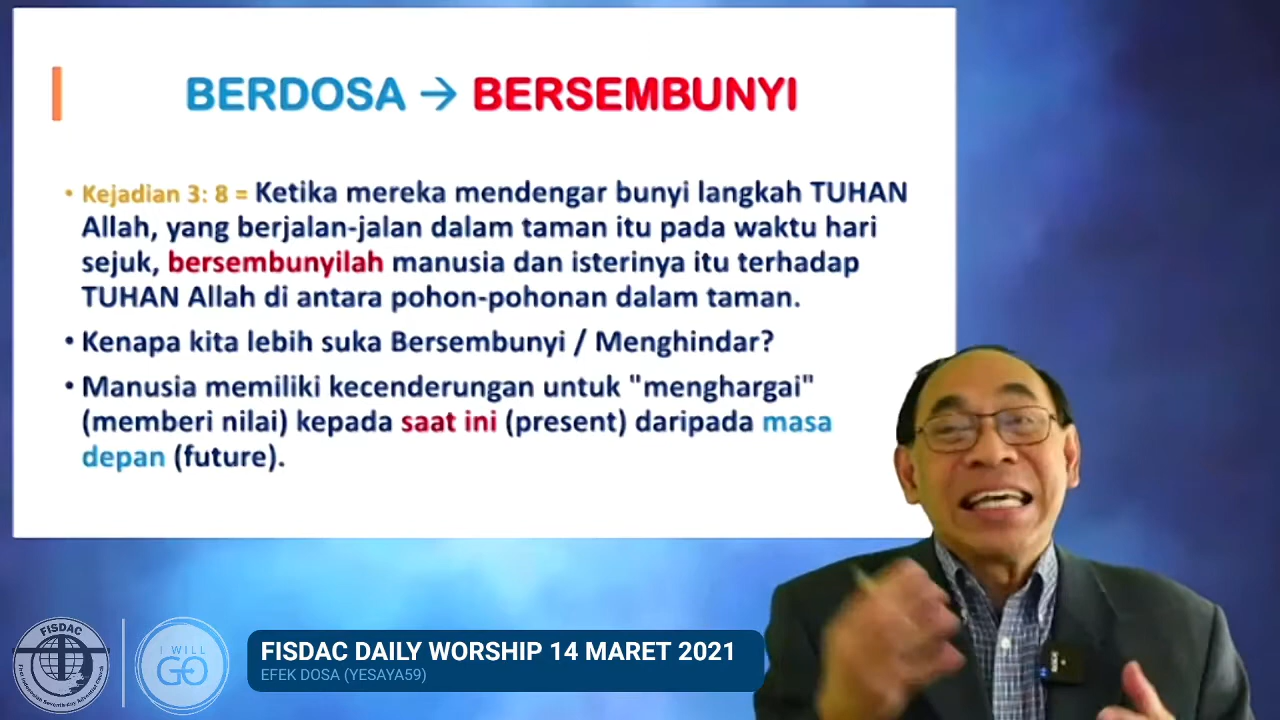 BERDOSA → BERSEMBUNYI
• Kejadian 3: 8 = Ketika mereka mendengar bunyi langkah TUHAN
Allah, yang berjalan-jalan dalam taman itu pada waktu hari
sejuk, bersembunyilah manusia dan isterinya itu terhadap
TUHAN Allah di antara pohon-pohonan dalam taman.
• Kenapa kita lebih suka Bersembunyi / Menghindar?
• Manusia memiliki kecenderungan untuk "menghargai"
(memberi nilai) kepada saat ini (present) daripada masa
depan (future).
FISDAC
I WILL
GO
FISDAC DAILY WORSHIP 14 MARET 2021
EFEK DOSA (YESAYA59)